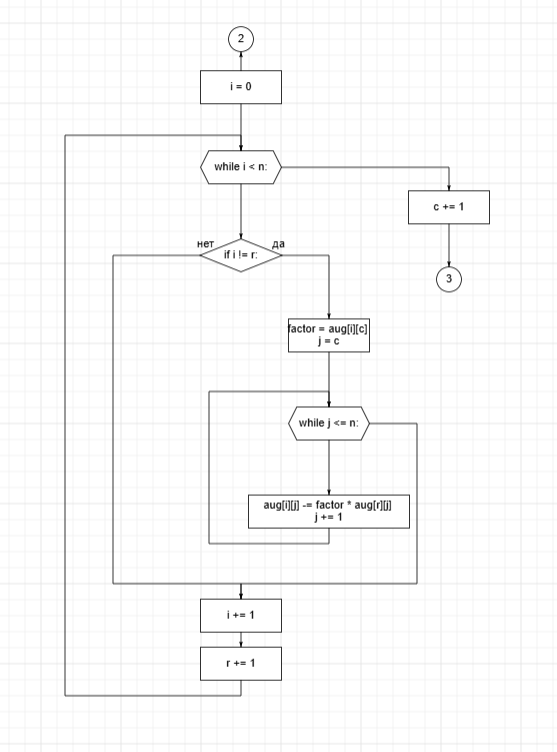 2
i = 0
while i < n:
c += 1
нет
да
if i != r:
3
factor = aug[i][c]
j = c
while j <= n:
aug[i][j] -= factor * aug[r][j]
j += 1
i += 1
r += 1